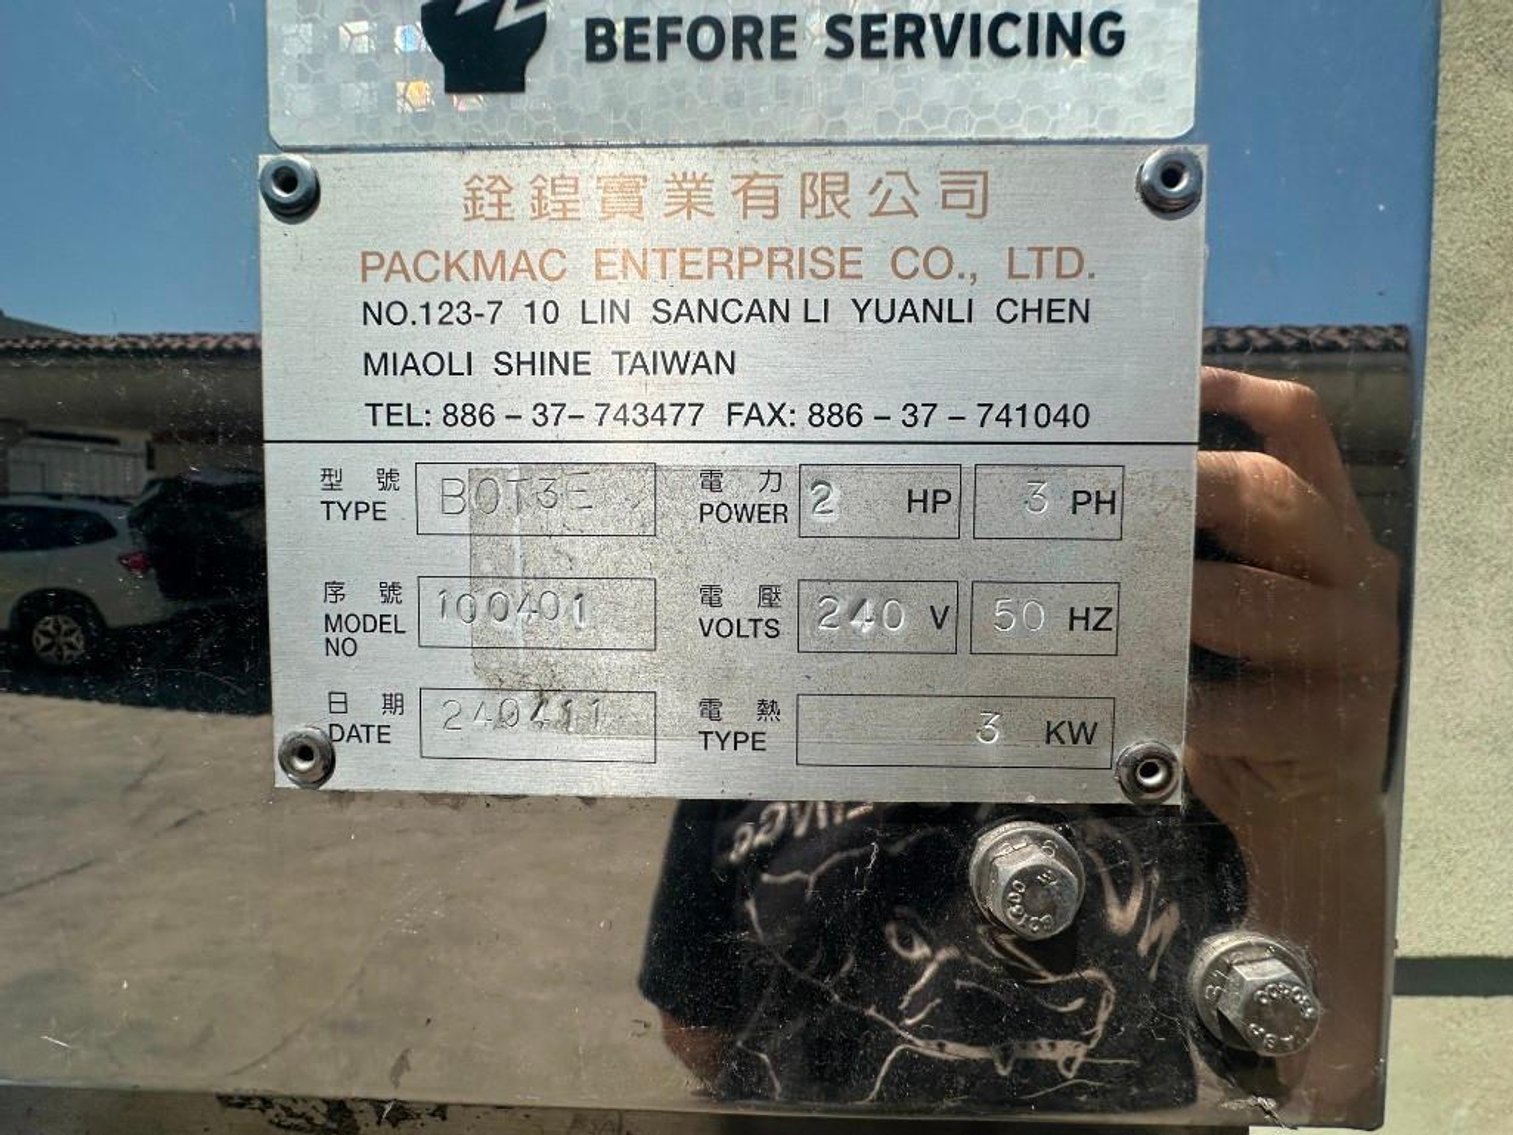 BEFORE SERVICING
銓鍠實業有限公司
PACKMAC ENTERPRISE CO., LTD.
NO.123-7 10 LIN SANCAN LI YUANLI CHEN
MIAOLI SHINE TAIWAN
TEL: 886 – 37– 743477 FAX: 886 – 37 – 741040
型號 TYPE BOT3E 電力 POWER 2 HP 3 PH
序號 MODEL NO 100401 電壓 VOLTS 240 V 50 HZ
日期 DATE 240411 電熱 TYPE 3 KW